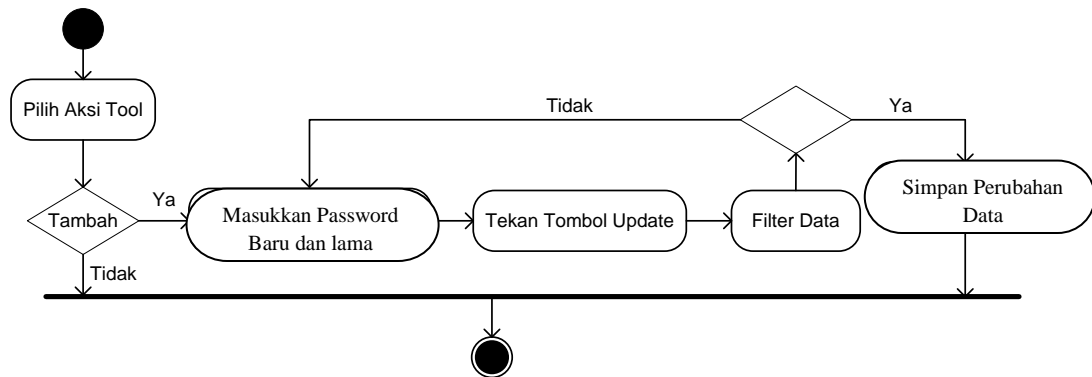 Pilih Aksi Tool
Tambah
Ya
Tidak
Masukkan Password
Baru dan lama
Tekan Tombol Update
Filter Data
Tidak
Ya
Simpan Perubahan
Data